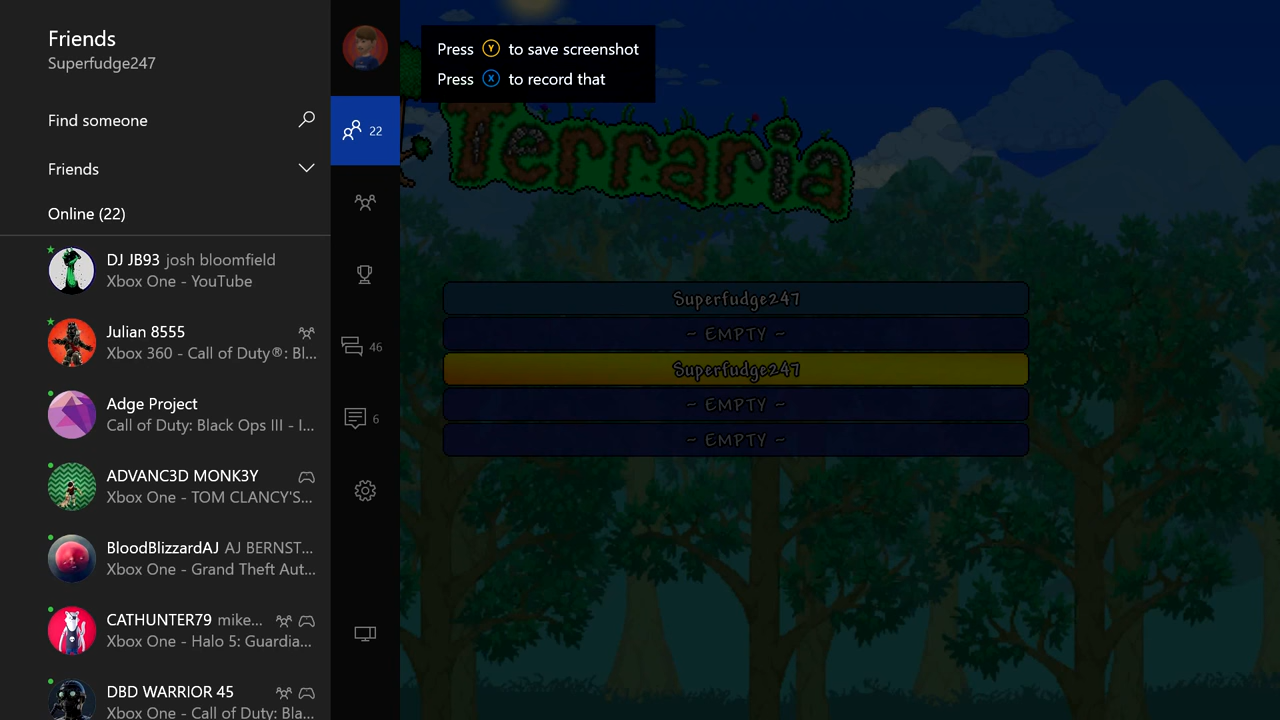 Friends
Superfudge247
Find someone
Friends
Online (22)
DJ JB93 josh bloomfield
Xbox One - YouTube
Julian 8555
Xbox 360 - Call of Duty®: Bl...
Adge Project
Call of Duty: Black Ops III - I...
ADVANC3D MONK3Y
Xbox One - TOM CLANCY'S...
BloodBlizzardAJ AJ BERNST...
Xbox One - Grand Theft Aut...
CATHUNTER79 mike...
Xbox One - Halo 5: Guardia...
DBD WARRIOR 45
Xbox One - Call of Duty: Bla...
22
46
6
Press Y to save screenshot
Press X to record that
Terraria
Superfudge247
~ EMPTY ~
Superfudge247
~ EMPTY ~
~ EMPTY ~